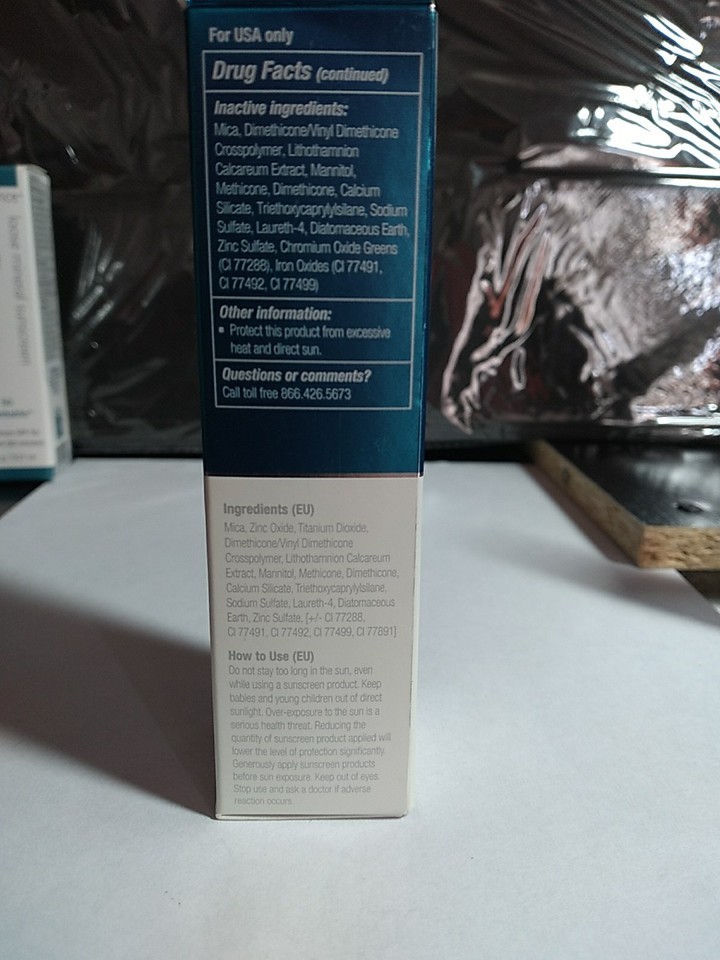 For USA only
Drug Facts (continued)
Inactive ingredients:
Mica, Dimethicone/Vinyl Dimethicone
Crosspolymer, Lithothamnion
Calcareum Extract, Mannitol,
Methicone, Dimethicone, Calcium
Silicate, Triethoxycaprylylsilane, Sodium
Sulfate, Laureth-4, Diatomaceous Earth,
Zinc Sulfate, Chromium Oxide Greens
(CI 77288), Iron Oxides (CI 77491,
CI 77492, CI 77499)
Other information:
▪ Protect this product from excessive
heat and direct sun.
Questions or comments?
Call toll free 866.426.5673
Ingredients (EU)
Mica, Zinc Oxide, Titanium Dioxide,
Dimethicone/Vinyl Dimethicone
Crosspolymer, Lithothamnion Calcareum
Extract, Mannitol, Methicone, Dimethicone,
Calcium Silicate, Triethoxycaprylylsilane,
Sodium Sulfate, Laureth-4, Diatomaceous
Earth, Zinc Sulfate, [+/- CI 77288,
CI 77491, CI 77492, CI 77499, CI 77891]
How to Use (EU)
Do not stay too long in the sun, even
while using a sunscreen product. Keep
babies and young children out of direct
sunlight. Over-exposure to the sun is a
serious health threat. Reducing the
quantity of sunscreen product applied will
lower the level of protection significantly.
Generously apply sunscreen products
before sun exposure. Keep out of eyes.
Stop use and ask a doctor if adverse
reaction occurs.
loose mineral sunscreen